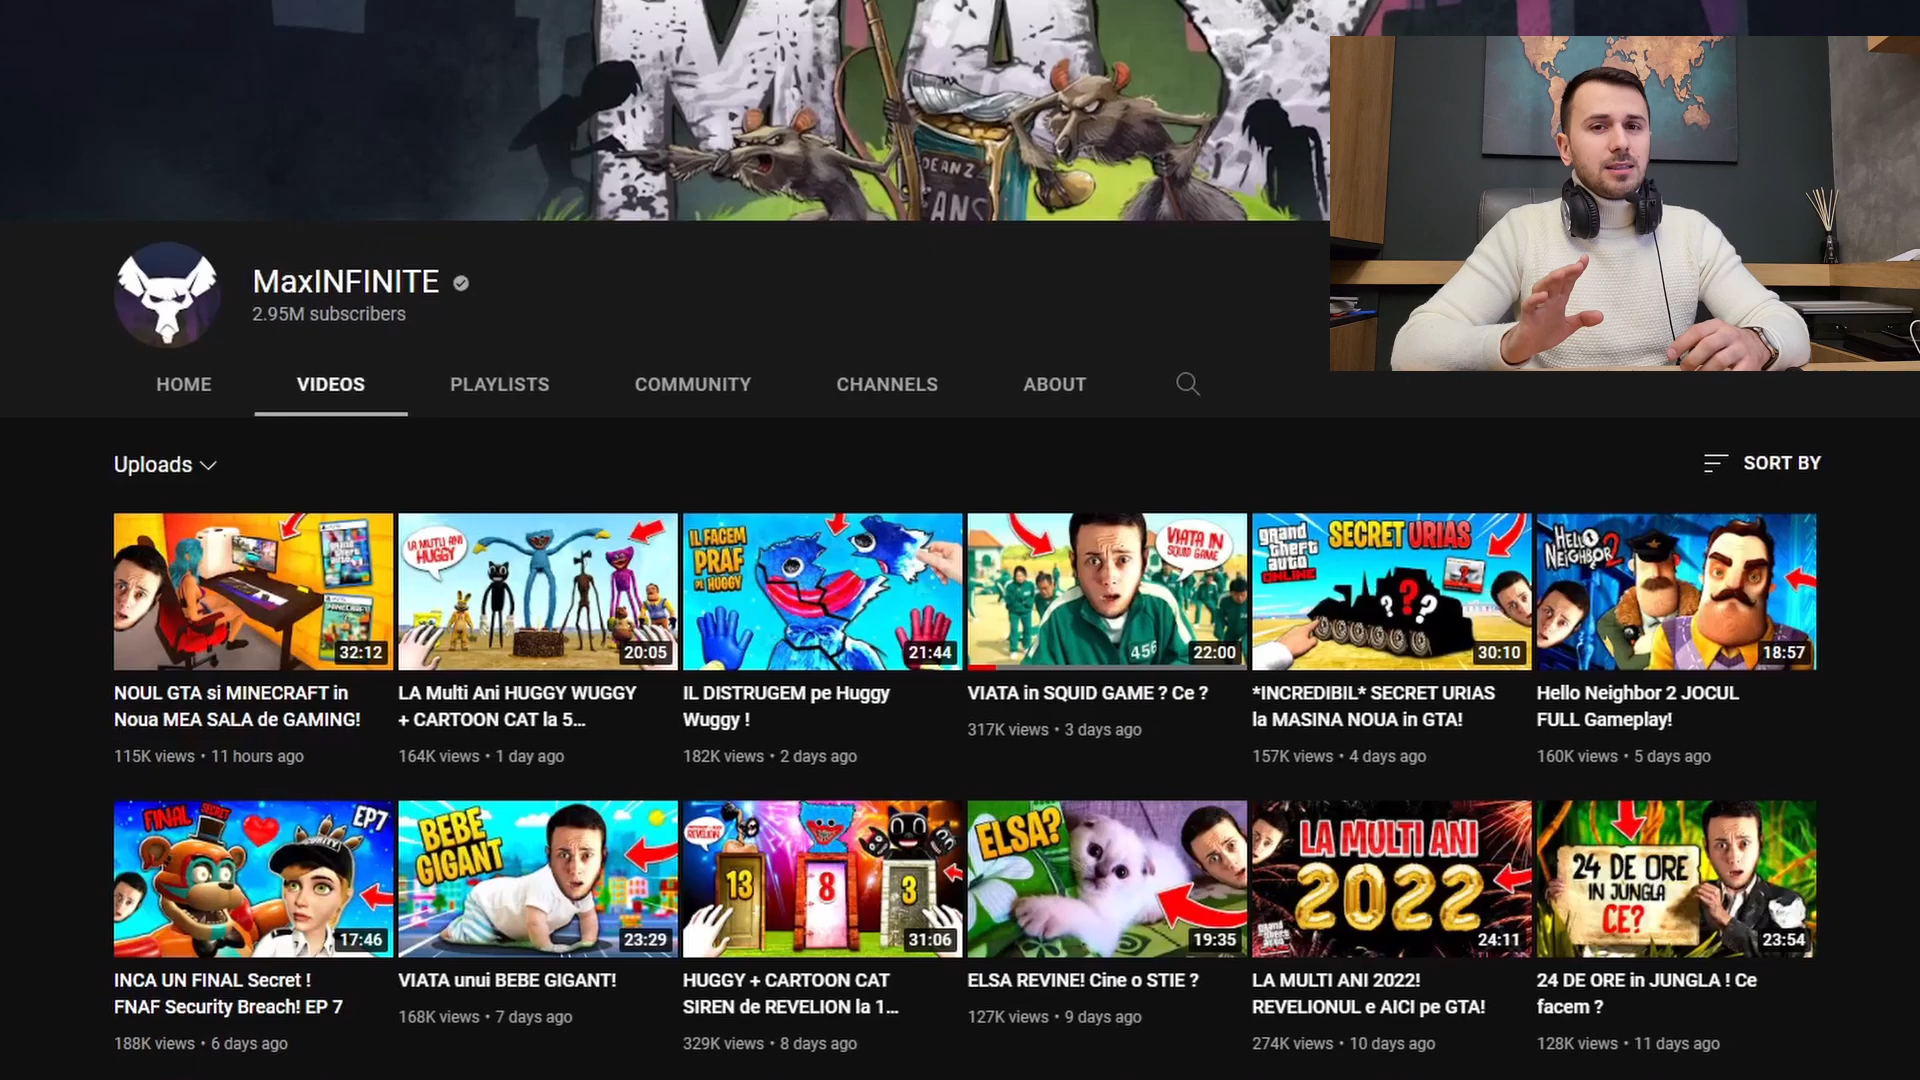 MAX
BEANZ
BEANS
MaxINFINITE
2.95M subscribers
HOME
VIDEOS
PLAYLISTS
COMMUNITY
CHANNELS
ABOUT
Uploads
SORT BY
32:12
LA MULTI ANI
HUGGY
20:05
IL FACEM
PRAF
PE HUGGY
21:44
VIATA IN
SQUID GAME
456
22:00
grand
theft
auto
ONLINE
SECRET URIAS
? ? ?
30:10
HELLO
NEIGHBOR 2
18:57
NOUL GTA si MINECRAFT in
Noua MEA SALA de GAMING!
115K views • 11 hours ago
LA Multi Ani HUGGY WUGGY
+ CARTOON CAT la 5...
164K views • 1 day ago
IL DISTRUGEM pe Huggy
Wuggy !
182K views • 2 days ago
VIATA in SQUID GAME ? Ce ?
317K views • 3 days ago
*INCREDIBIL* SECRET URIAS
la MASINA NOUA in GTA!
157K views • 4 days ago
Hello Neighbor 2 JOCUL
FULL Gameplay!
160K views • 5 days ago
FINAL SECRET
EP7
17:46
BEBE
GIGANT
23:29
REVELION
13
8
3
31:06
ELSA?
19:35
LA MULTI ANI
2022
24:11
24 DE ORE
IN JUNGLA
CE?
23:54
INCA UN FINAL Secret !
FNAF Security Breach! EP 7
188K views • 6 days ago
VIATA unui BEBE GIGANT!
168K views • 7 days ago
HUGGY + CARTOON CAT
SIREN de REVELION la 1...
329K views • 8 days ago
ELSA REVINE! Cine o STIE ?
127K views • 9 days ago
LA MULTI ANI 2022!
REVELIONUL e AICI pe GTA!
274K views • 10 days ago
24 DE ORE in JUNGLA ! Ce
facem ?
128K views • 11 days ago